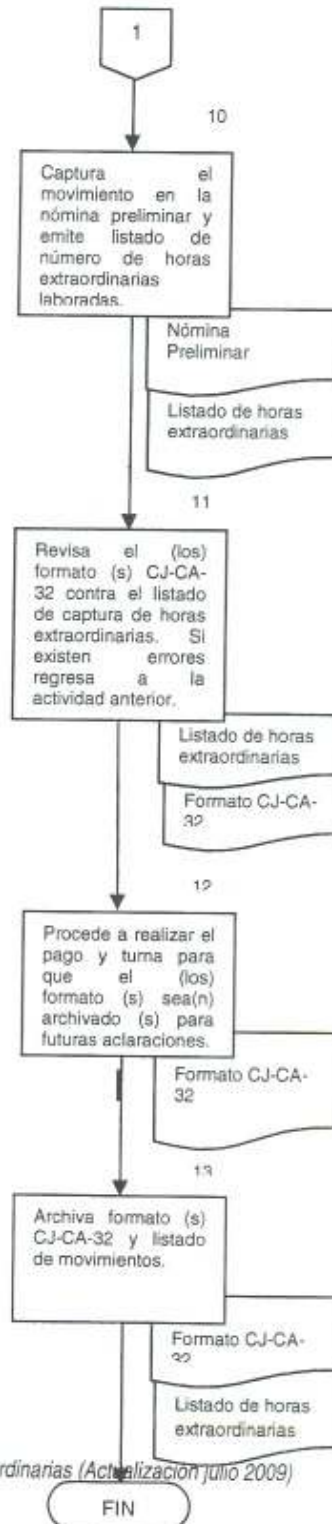 1
10
Captura el
movimiento en la
nómina preliminar y
emite listado de
número de horas
extraordinarias
laboradas.
Nómina
Preliminar
Listado de horas
extraordinarias
11
Revisa el (los)
formato (s) CJ-CA-
32 contra el listado
de captura de horas
extraordinarias. Si
existen errores
regresa a la
actividad anterior.
Listado de horas
extraordinarias
Formato CJ-CA-
32
12
Procede a realizar el
pago y turna para
que el (los)
formato (s) sea(n)
archivado (s) para
futuras aclaraciones.
Formato CJ-CA-
32
13
Archiva formato (s)
CJ-CA-32 y listado
de movimientos.
Formato CJ-CA-
32
Listado de horas
extraordinarias
rdinarias (Actualización julio 2009)
FIN